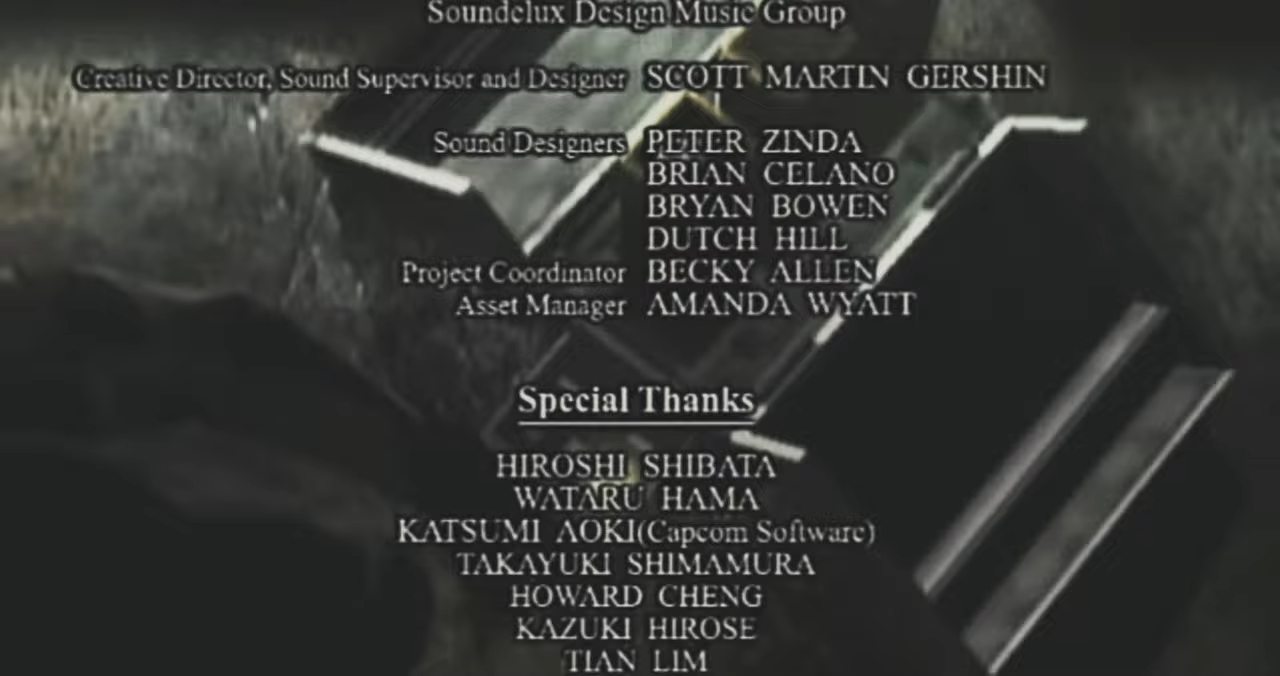 Soundelux Design Music Group
Creative Director, Sound Supervisor and Designer SCOTT MARTIN GERSHIN
Sound Designers PETER ZINDA
BRIAN CELANO
BRYAN BOWEN
DUTCH HILL
Project Coordinator BECKY ALLEN
Asset Manager AMANDA WYATT
Special Thanks
HIROSHI SHIBATA
WATARU HAMA
KATSUMI AOKI(Capcom Software)
TAKAYUKI SHIMAMURA
HOWARD CHENG
KAZUKI HIROSE
TIAN LIM